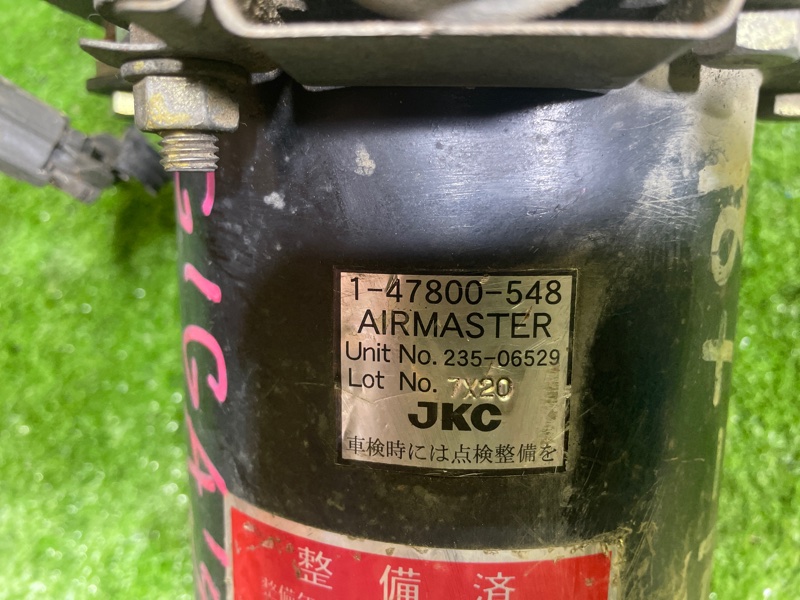 1-47800-548
AIRMASTER
Unit No. 235-06529
Lot No. 7X20
JKC
車検時には点検整備を
整備済
GIGA